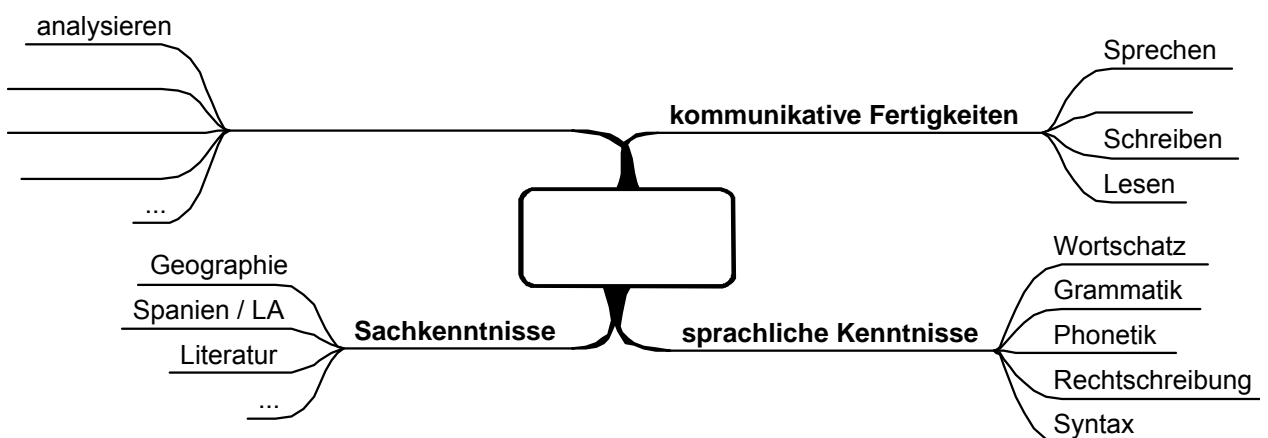 analysieren
...
kommunikative Fertigkeiten
Sprechen
Schreiben
Lesen
Geographie
Spanien / LA
Literatur
...
Sachkenntnisse
sprachliche Kenntnisse
Wortschatz
Grammatik
Phonetik
Rechtschreibung
Syntax